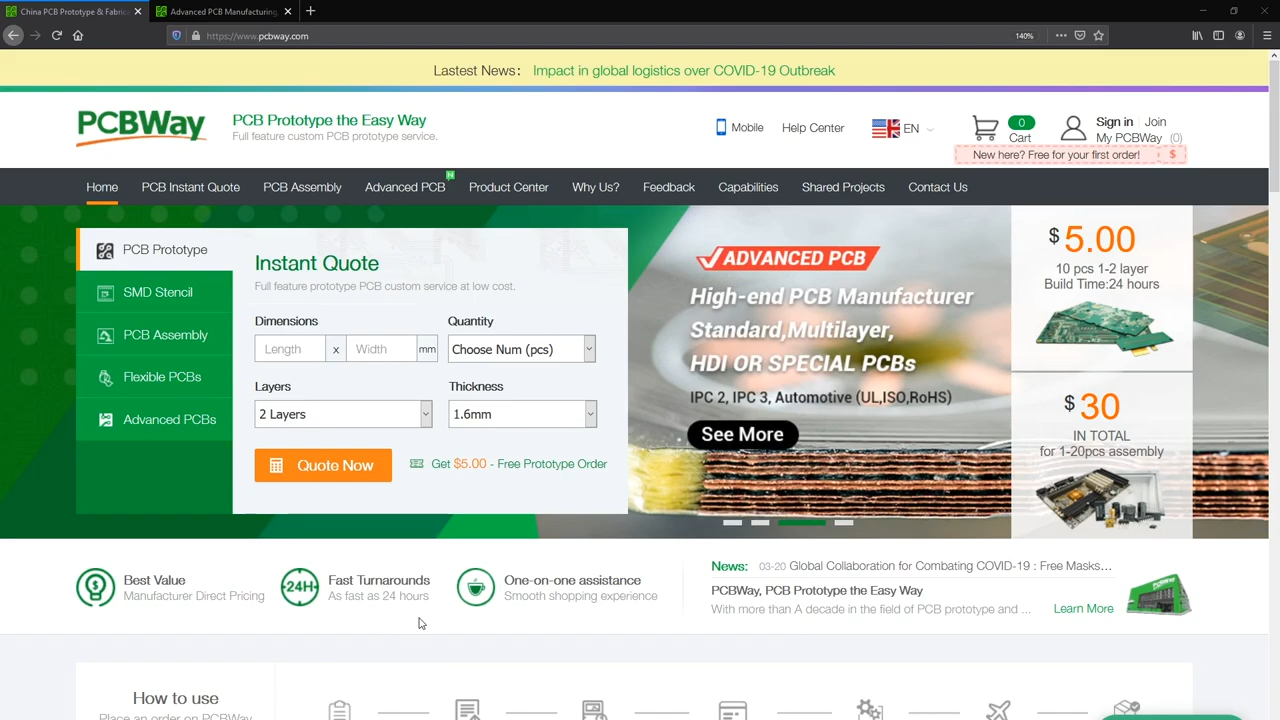 China PCB Prototype & Fabrica
Advanced PCB Manufacturing,
https://www.pcbway.com
140%
Lastest News： Impact in global logistics over COVID-19 Outbreak
PCBWay
PCB Prototype the Easy Way
Full feature custom PCB prototype service.
Mobile
Help Center
EN
0
Cart
Sign in
Join
My PCBWay (0)
New here? Free for your first order! $
Home
PCB Instant Quote
PCB Assembly
Advanced PCB
N
Product Center
Why Us?
Feedback
Capabilities
Shared Projects
Contact Us
PCB Prototype
SMD Stencil
PCB Assembly
Flexible PCBs
Advanced PCBs
Instant Quote
Full feature prototype PCB custom service at low cost.
Dimensions
Quantity
Length x Width mm
Choose Num (pcs)
Layers
Thickness
2 Layers
1.6mm
Quote Now
Get $5.00 - Free Prototype Order
ADVANCED PCB
High-end PCB Manufacturer
Standard,Multilayer,
HDI OR SPECIAL PCBs
IPC 2, IPC 3, Automotive (UL,ISO,RoHS)
See More
$ 5.00
10 pcs 1-2 layer
Build Time:24 hours
$ 30
IN TOTAL
for 1-20pcs assembly
Best Value
Manufacturer Direct Pricing
24H
Fast Turnarounds
As fast as 24 hours
One-on-one assistance
Smooth shopping experience
News: 03-20 Global Collaboration for Combating COVID-19 : Free Masks...
PCBWay, PCB Prototype the Easy Way
With more than A decade in the field of PCB prototype and ...
Learn More
How to use
Place an order on PCBWay